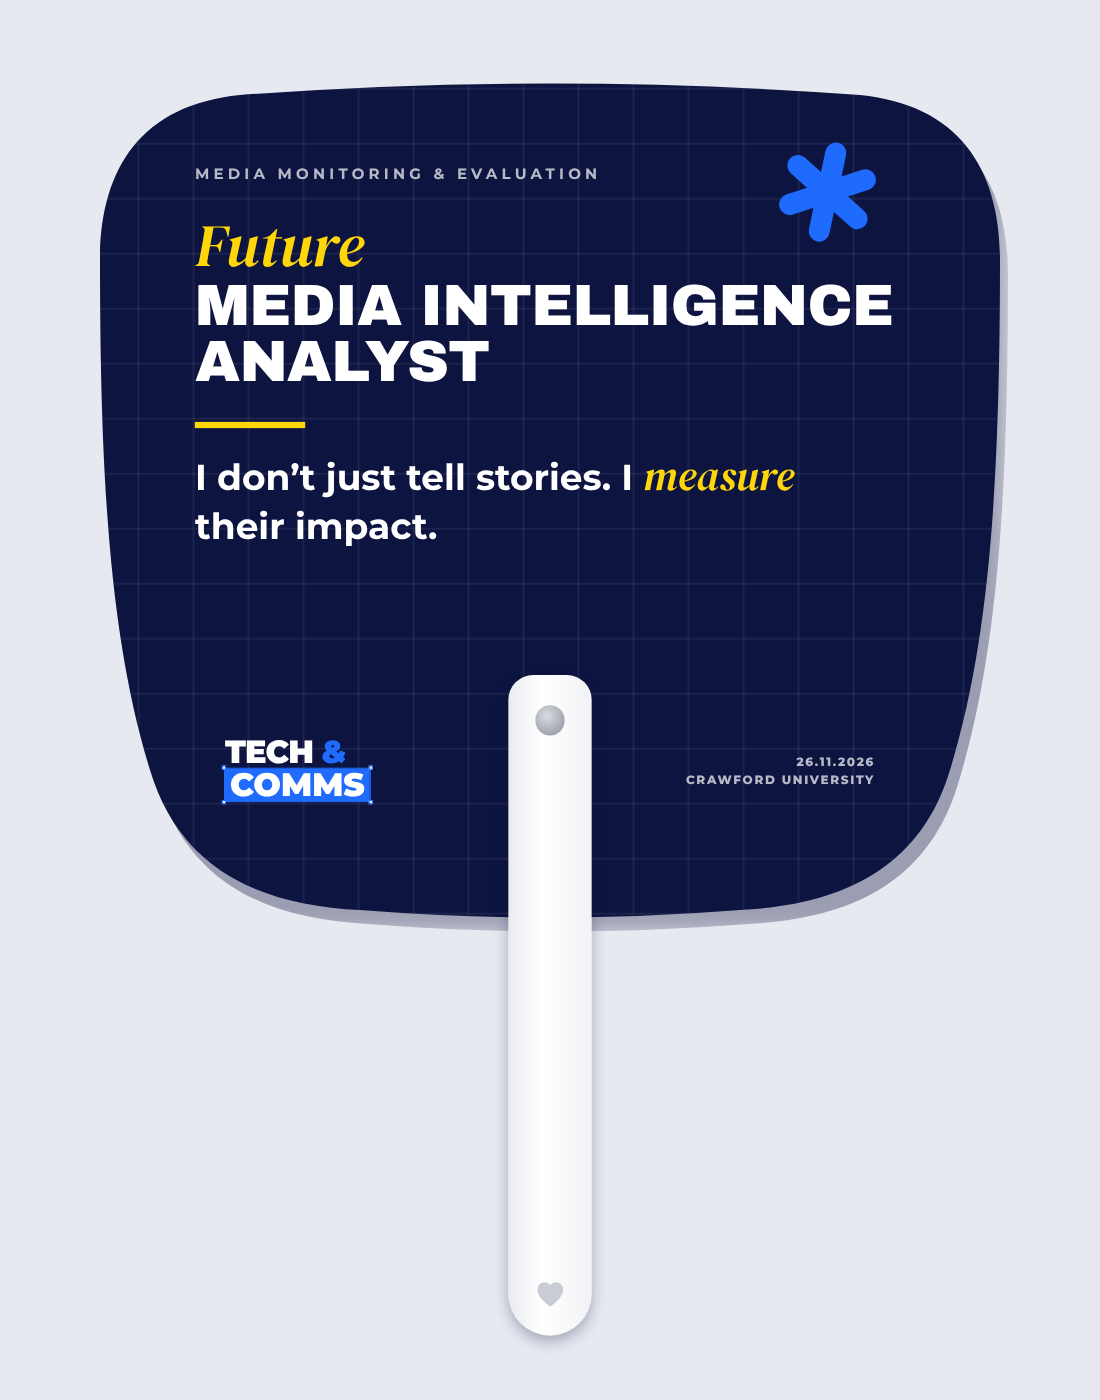 MEDIA MONITORING & EVALUATION
Future
MEDIA INTELLIGENCE
ANALYST
I don’t just tell stories. I measure
their impact.
TECH &
COMMS
26.11.2026
CRAWFORD UNIVERSITY